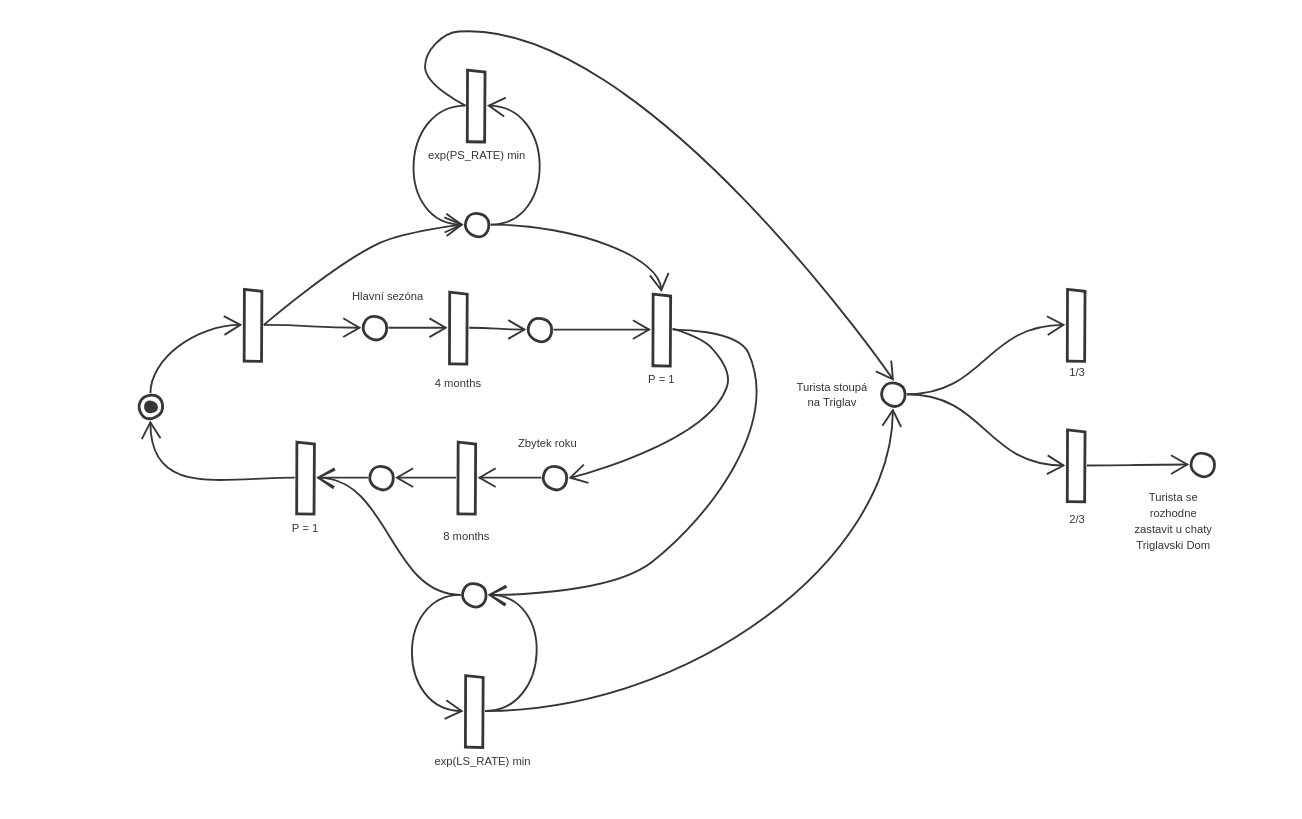 exp(PS_RATE) min
Hlavní sezóna
4 months
P = 1
Turista stoupá
na Triglav
1/3
Zbytek roku
P = 1
8 months
2/3
Turista se
rozhodne
zastavit u chaty
Triglavski Dom
exp(LS_RATE) min